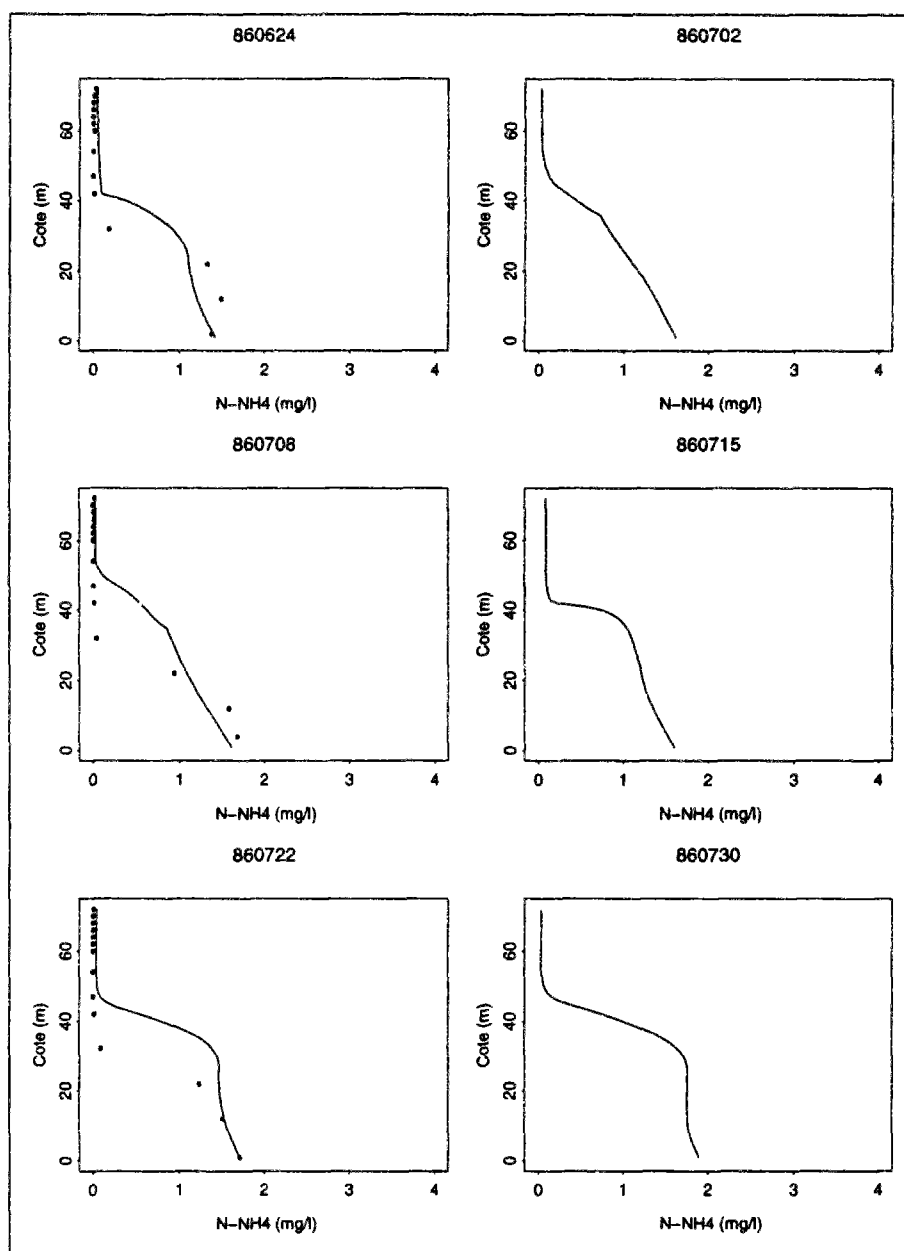 860624
860702
Cote (m)
0 20 40 60
0 1 2 3 4
N-NH4 (mg/l)
Cote (m)
0 20 40 60
0 1 2 3 4
N-NH4 (mg/l)
860708
860715
Cote (m)
0 20 40 60
0 1 2 3 4
N-NH4 (mg/l)
Cote (m)
0 20 40 60
0 1 2 3 4
N-NH4 (mg/l)
860722
860730
Cote (m)
0 20 40 60
0 1 2 3 4
N-NH4 (mg/l)
Cote (m)
0 20 40 60
0 1 2 3 4
N-NH4 (mg/l)